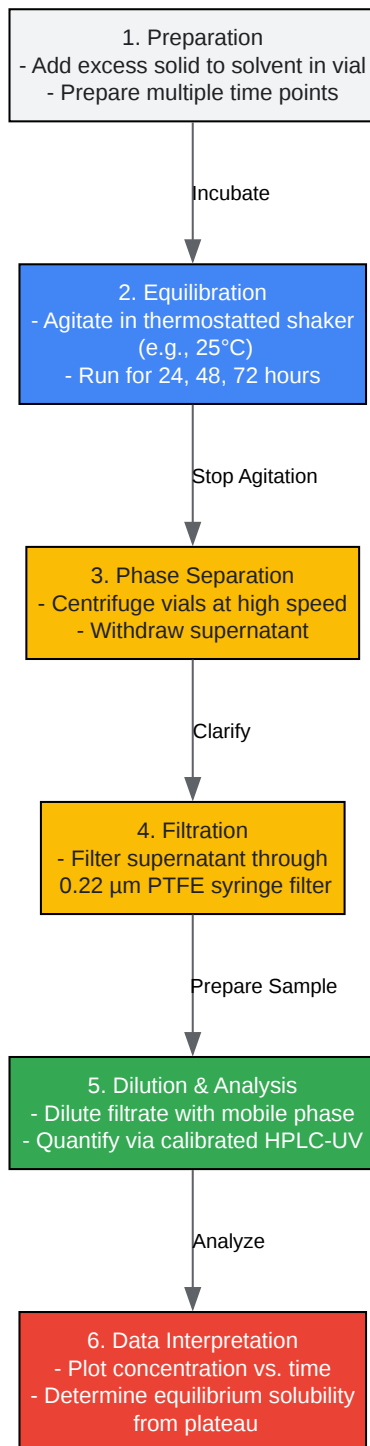 1. Preparation
- Add excess solid to solvent in vial
- Prepare multiple time points
Incubate
2. Equilibration
- Agitate in thermostatted shaker
(e.g., 25°C)
- Run for 24, 48, 72 hours
Stop Agitation
3. Phase Separation
- Centrifuge vials at high speed
- Withdraw supernatant
Clarify
4. Filtration
- Filter supernatant through
0.22 µm PTFE syringe filter
Prepare Sample
5. Dilution & Analysis
- Dilute filtrate with mobile phase
- Quantify via calibrated HPLC-UV
Analyze
6. Data Interpretation
- Plot concentration vs. time
- Determine equilibrium solubility
from plateau